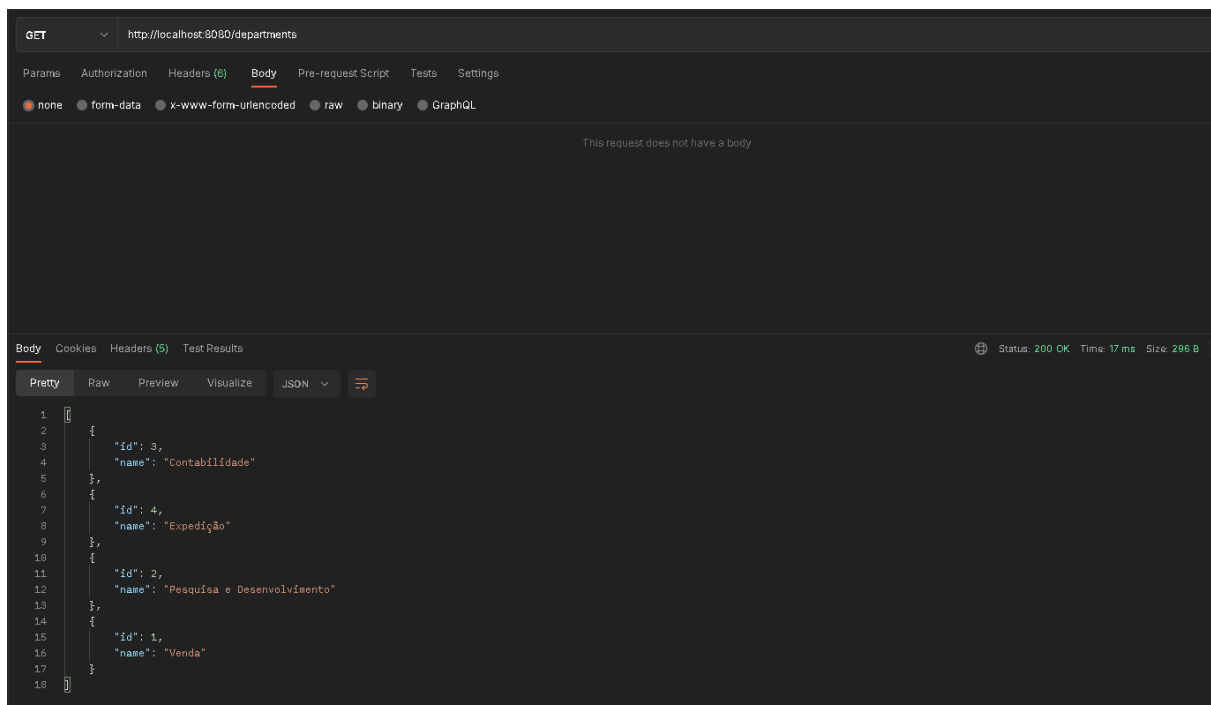 GET http://localhost:8080/departments
Params Authorization Headers (6) Body Pre-request Script Tests Settings
none form-data x-www-form-urlencoded raw binary GraphQL
This request does not have a body
Body Cookies Headers (5) Test Results Status: 200 OK Time: 17 ms Size: 296 B
Pretty Raw Preview Visualize JSON
1 [
2 {
3 "id": 3,
4 "name": "Contabilidade"
5 },
6 {
7 "id": 4,
8 "name": "Expedição"
9 },
10 {
11 "id": 2,
12 "name": "Pesquisa e Desenvolvimento"
13 },
14 {
15 "id": 1,
16 "name": "Venda"
17 }
18 ]